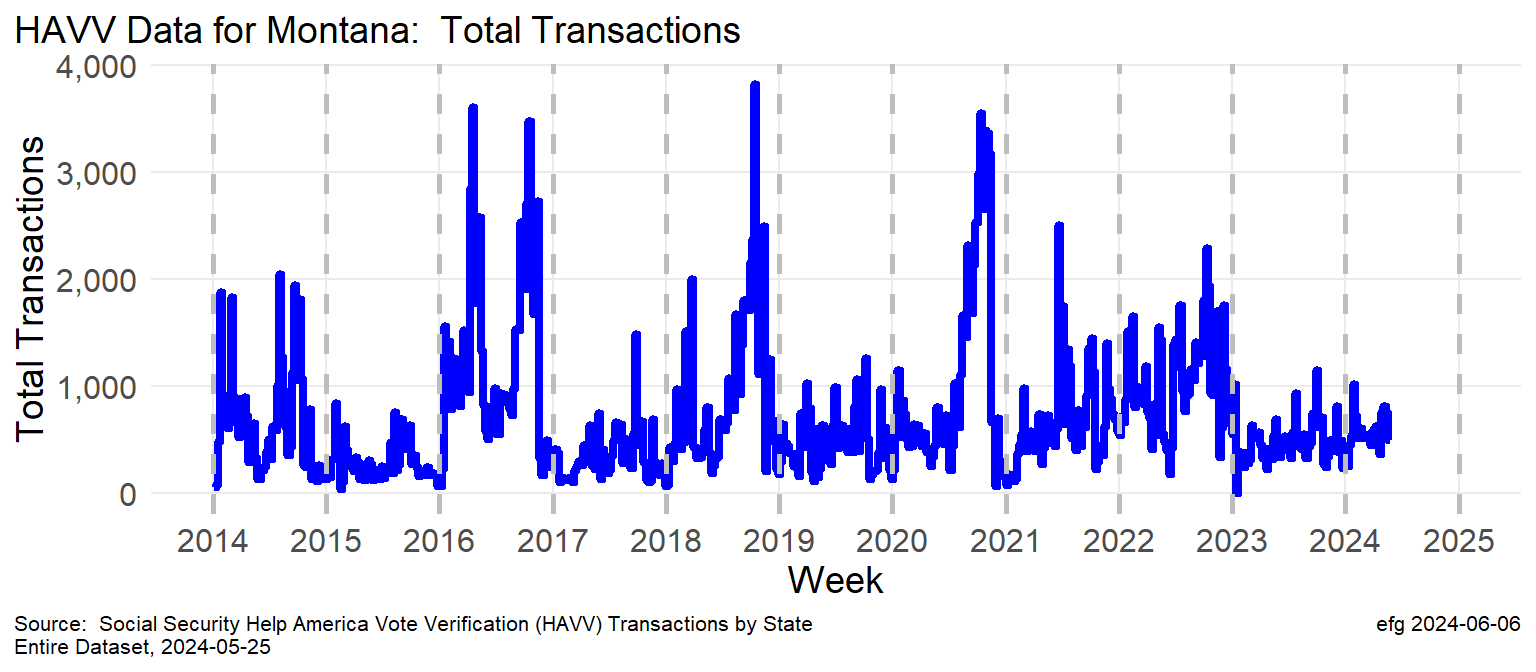 HAVV Data for Montana:  Total Transactions
Total Transactions
4,000
3,000
2,000
1,000
0
2014 2015 2016 2017 2018 2019 2020 2021 2022 2023 2024 2025
Week
Source:  Social Security Help America Vote Verification (HAVV) Transactions by State
Entire Dataset, 2024-05-25
efg 2024-06-06